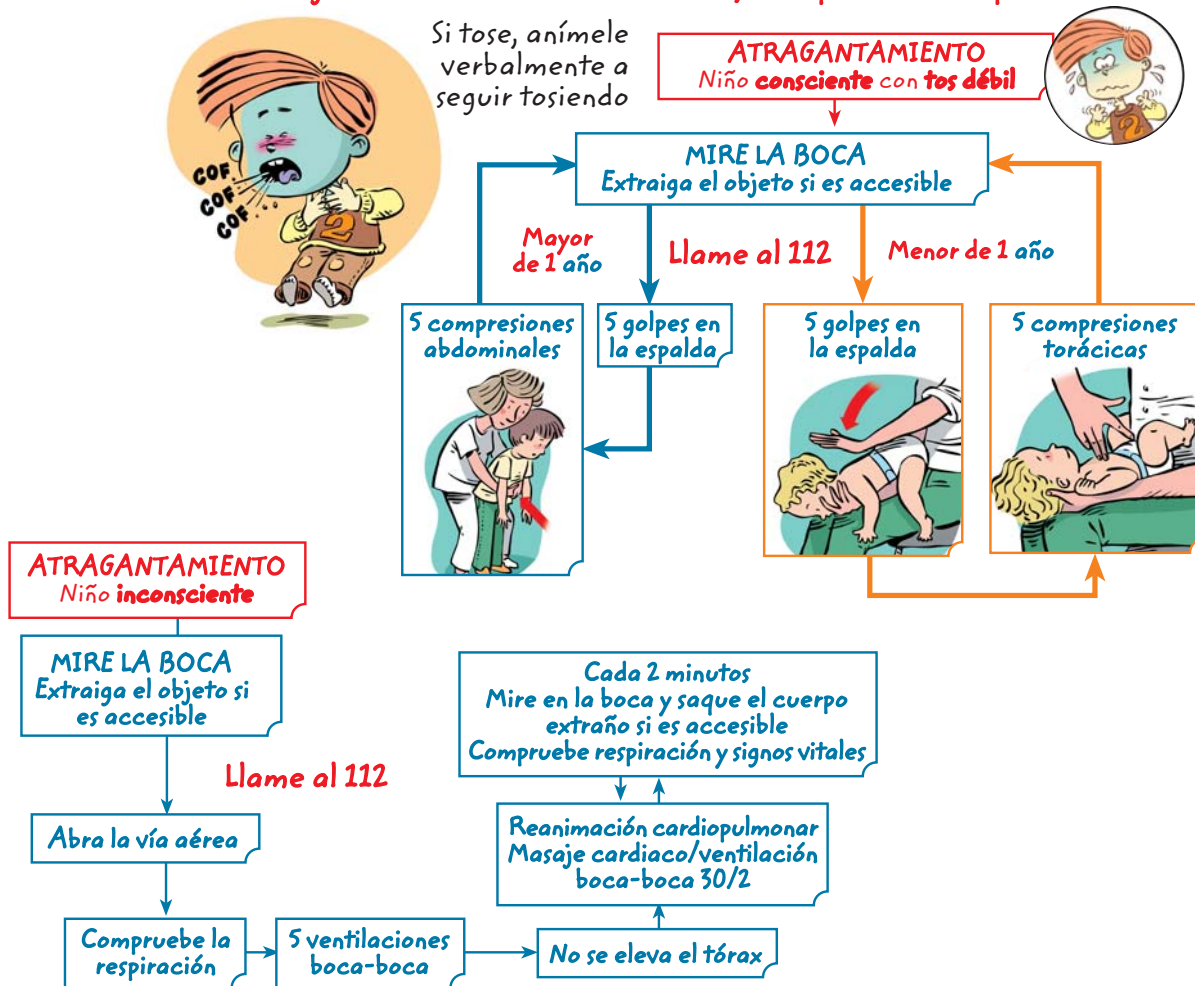 Si tose, anímele
verbalmente a
seguir tosiendo
COF..
COF..
COF...
2
ATRAGANTAMIENTO
Niño consciente con tos débil
2
MIRE LA BOCA
Extraiga el objeto si es accesible
Mayor
de 1 año
Llame al 112
Menor de 1 año
5 compresiones
abdominales
5 golpes en
la espalda
5 golpes en
la espalda
5 compresiones
torácicas
ATRAGANTAMIENTO
Niño inconsciente
MIRE LA BOCA
Extraiga el objeto si
es accesible
Llame al 112
Abra la vía aérea
Compruebe la
respiración
5 ventilaciones
boca-boca
No se eleva el tórax
Reanimación cardiopulmonar
Masaje cardiaco/ventilación
boca-boca 30/2
Cada 2 minutos
Mire en la boca y saque el cuerpo
extraño si es accesible
Compruebe respiración y signos vitales